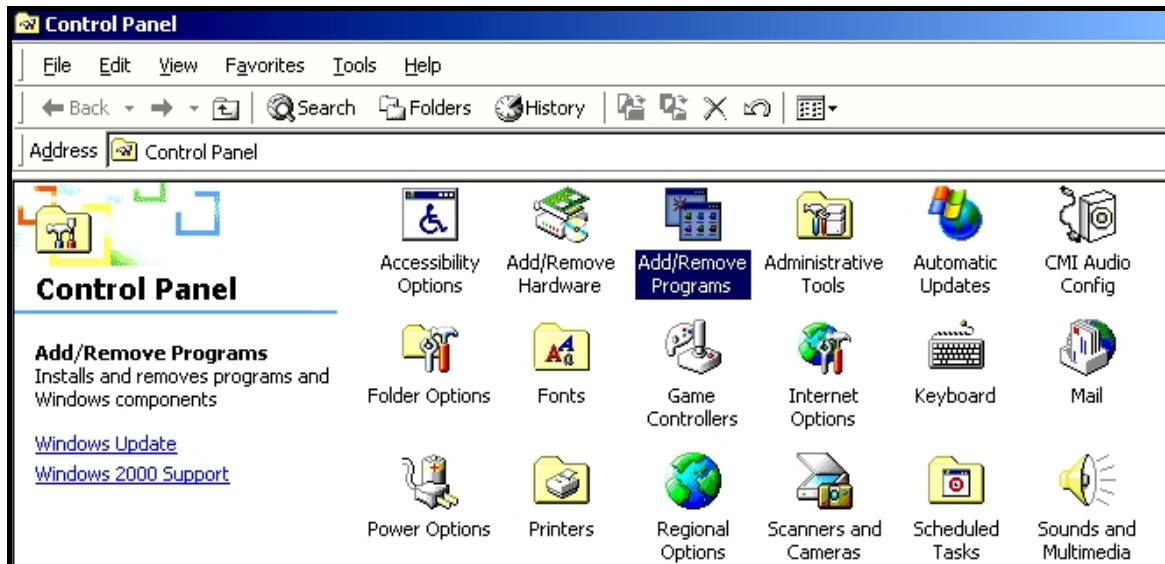 Control Panel
File Edit View Favorites Tools Help
Back Search Folders History
Address Control Panel
Control Panel
Add/Remove Programs
Installs and removes programs and
Windows components
Windows Update
Windows 2000 Support
Accessibility
Options
Add/Remove
Hardware
Add/Remove
Programs
Administrative
Tools
Automatic
Updates
CMI Audio
Config
Folder Options
Fonts
Game
Controllers
Internet
Options
Keyboard
Mail
Power Options
Printers
Regional
Options
Scanners and
Cameras
Scheduled
Tasks
Sounds and
Multimedia